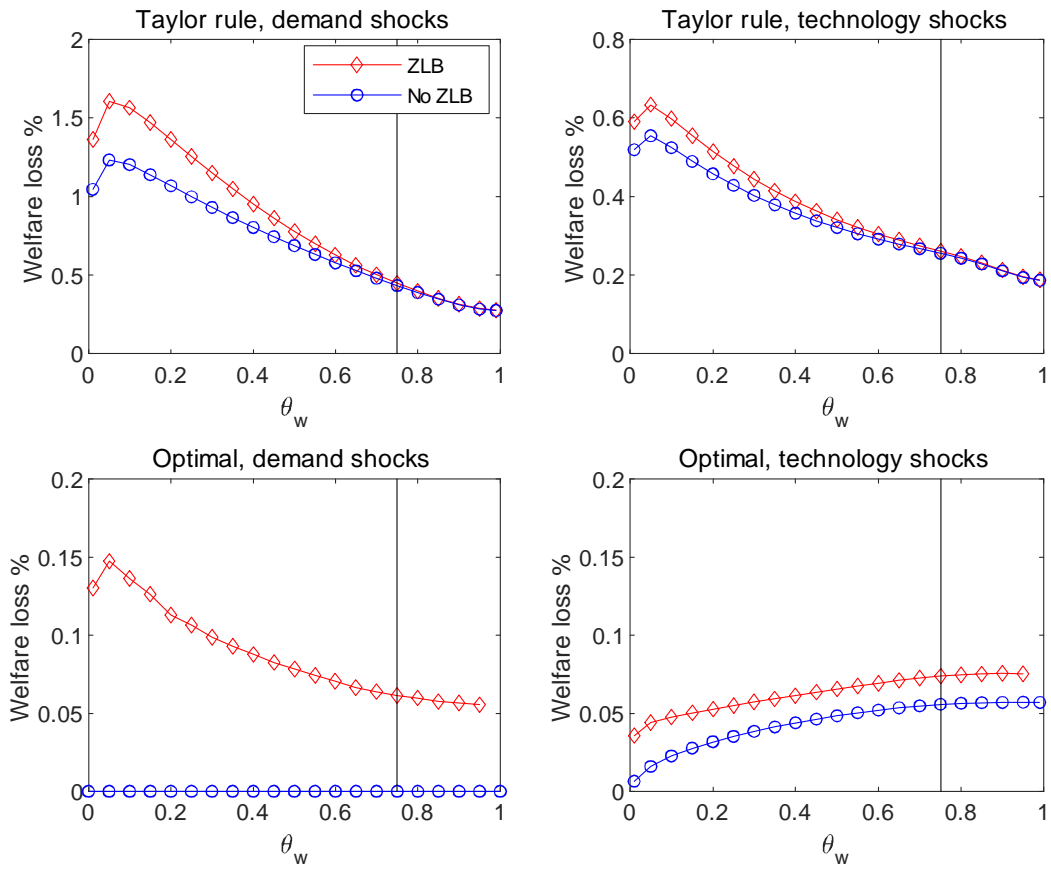 Taylor rule, demand shocks
Welfare loss %
2
1.5
1
0.5
0
0 0.2 0.4 0.6 0.8 1
θ_w
ZLB
No ZLB
Taylor rule, technology shocks
Welfare loss %
0.8
0.6
0.4
0.2
0
0 0.2 0.4 0.6 0.8 1
θ_w
Optimal, demand shocks
Welfare loss %
0.2
0.15
0.1
0.05
0
0 0.2 0.4 0.6 0.8 1
θ_w
Optimal, technology shocks
Welfare loss %
0.2
0.15
0.1
0.05
0
0 0.2 0.4 0.6 0.8 1
θ_w